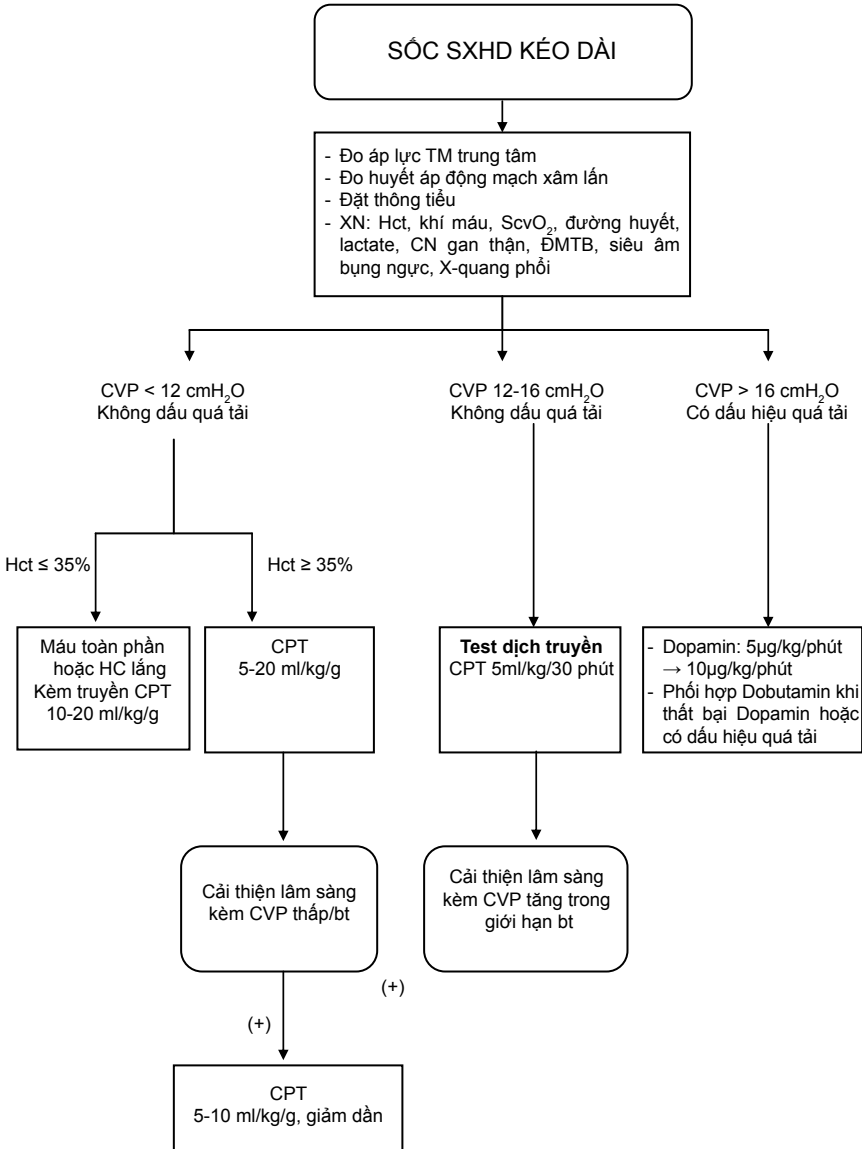 SỐC SXHD KÉO DÀI
- Đo áp lực TM trung tâm
- Đo huyết áp động mạch xâm lấn
- Đặt thông tiểu
- XN: Hct, khí máu, ScvO₂, đường huyết,
lactate, CN gan thận, ĐMTB, siêu âm
bụng ngực, X-quang phổi
CVP < 12 cmH₂O
Không dấu quá tải
CVP 12-16 cmH₂O
Không dấu quá tải
CVP > 16 cmH₂O
Có dấu hiệu quá tải
Hct ≤ 35%
Hct ≥ 35%
Máu toàn phần
hoặc HC lắng
Kèm truyền CPT
10-20 ml/kg/g
CPT
5-20 ml/kg/g
Test dịch truyền
CPT 5ml/kg/30 phút
- Dopamin: 5µg/kg/phút
→ 10µg/kg/phút
- Phối hợp Dobutamin khi
thất bại Dopamin hoặc
có dấu hiệu quá tải
Cải thiện lâm sàng
kèm CVP thấp/bt
Cải thiện lâm sàng
kèm CVP tăng trong
giới hạn bt
(+)
(+)
CPT
5-10 ml/kg/g, giảm dần